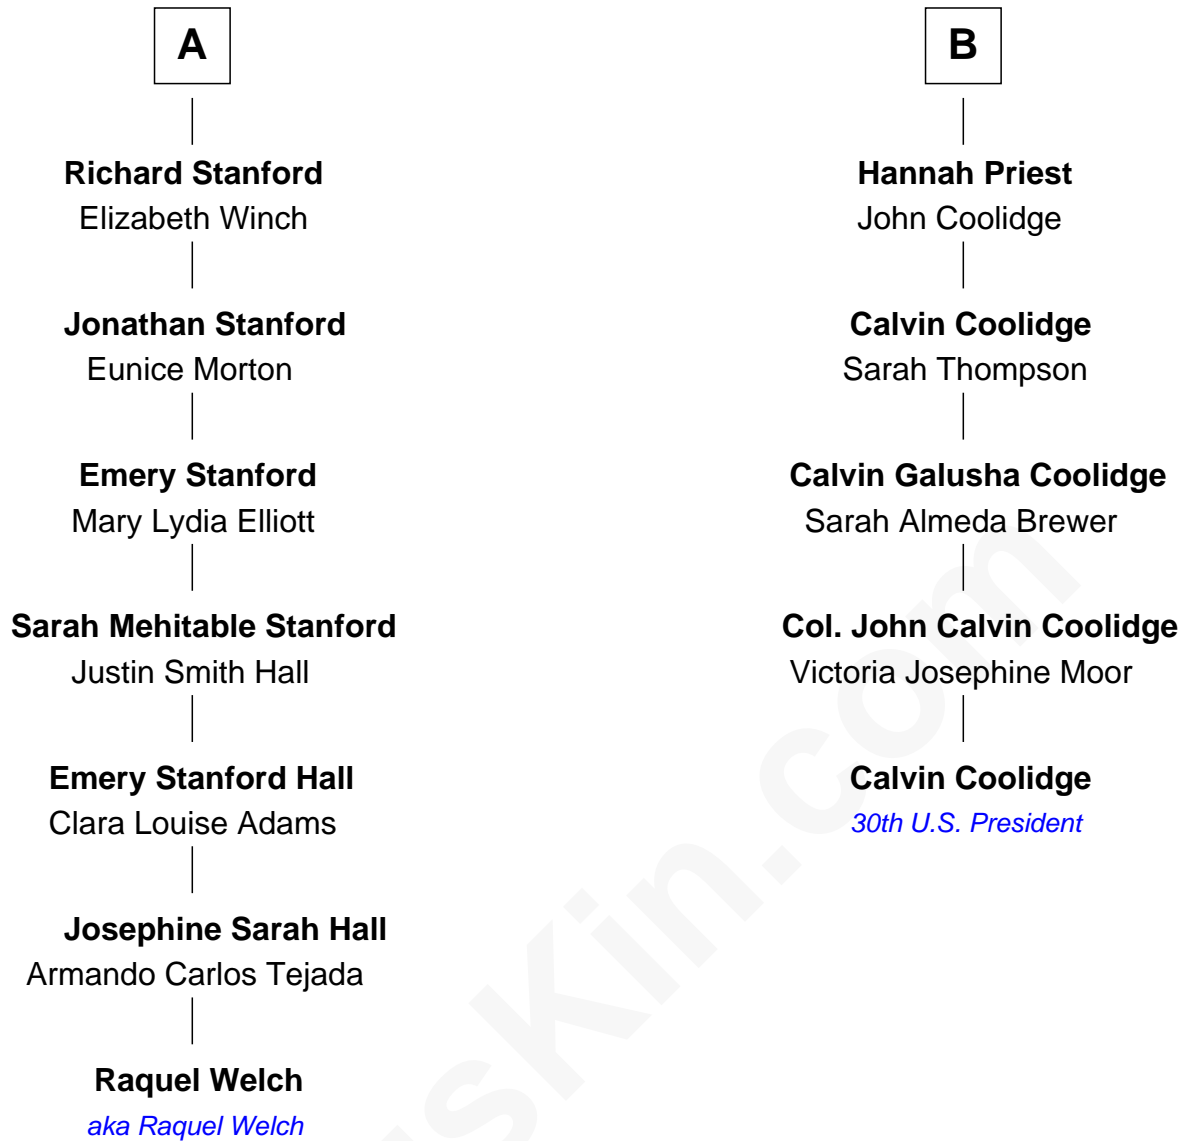 A
Richard Stanford
Elizabeth Winch
Jonathan Stanford
Eunice Morton
Emery Stanford
Mary Lydia Elliott
Sarah Mehitable Stanford
Justin Smith Hall
Emery Stanford Hall
Clara Louise Adams
Josephine Sarah Hall
Armando Carlos Tejada
Raquel Welch
aka Raquel Welch
B
Hannah Priest
John Coolidge
Calvin Coolidge
Sarah Thompson
Calvin Galusha Coolidge
Sarah Almeda Brewer
Col. John Calvin Coolidge
Victoria Josephine Moor
Calvin Coolidge
30th U.S. President
usKin.com